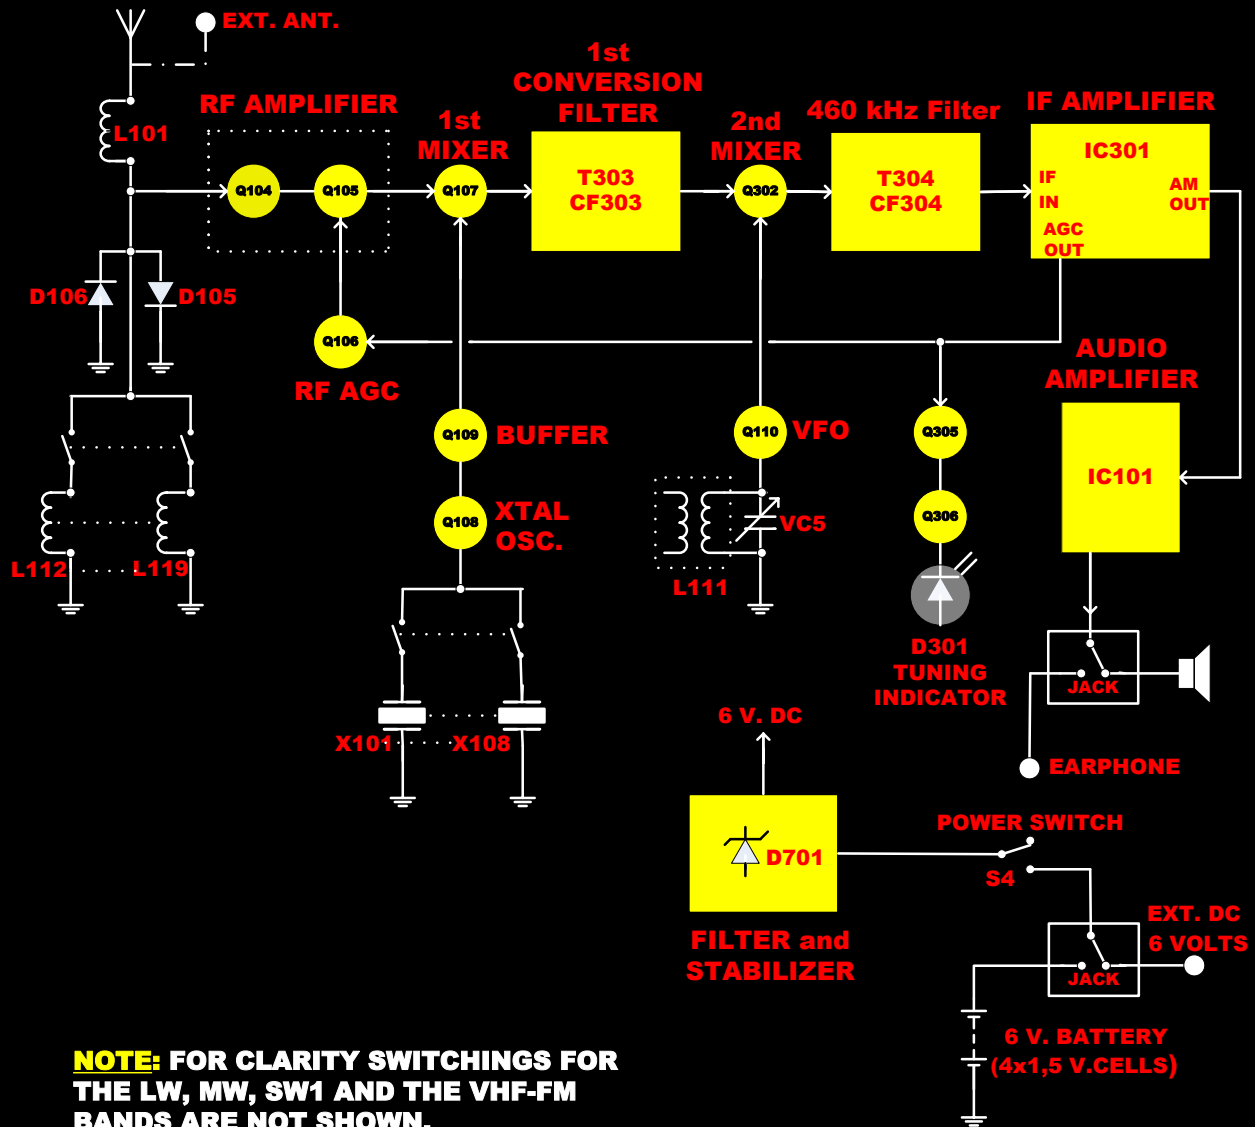 EXT. ANT.
L101
RF AMPLIFIER
Q104
Q105
1st
MIXER
Q107
1st
CONVERSION
FILTER
T303
CF303
2nd
MIXER
Q302
460 kHz Filter
T304
CF304
IF AMPLIFIER
IC301
IF
IN
AM
OUT
AGC
OUT
D106
D105
Q106
RF AGC
AUDIO
AMPLIFIER
IC101
Q109
BUFFER
Q110
VFO
Q305
Q108
XTAL
OSC.
Q306
VC5
L111
L112
L119
D301
TUNING
INDICATOR
JACK
X101
X108
6 V. DC
EARPHONE
D701
POWER SWITCH
S4
FILTER and
STABILIZER
EXT. DC
6 VOLTS
JACK
6 V. BATTERY
(4x1,5 V.CELLS)
NOTE: FOR CLARITY SWITCHINGS FOR
THE LW, MW, SW1 AND THE VHF-FM
BANDS ARE NOT SHOWN.